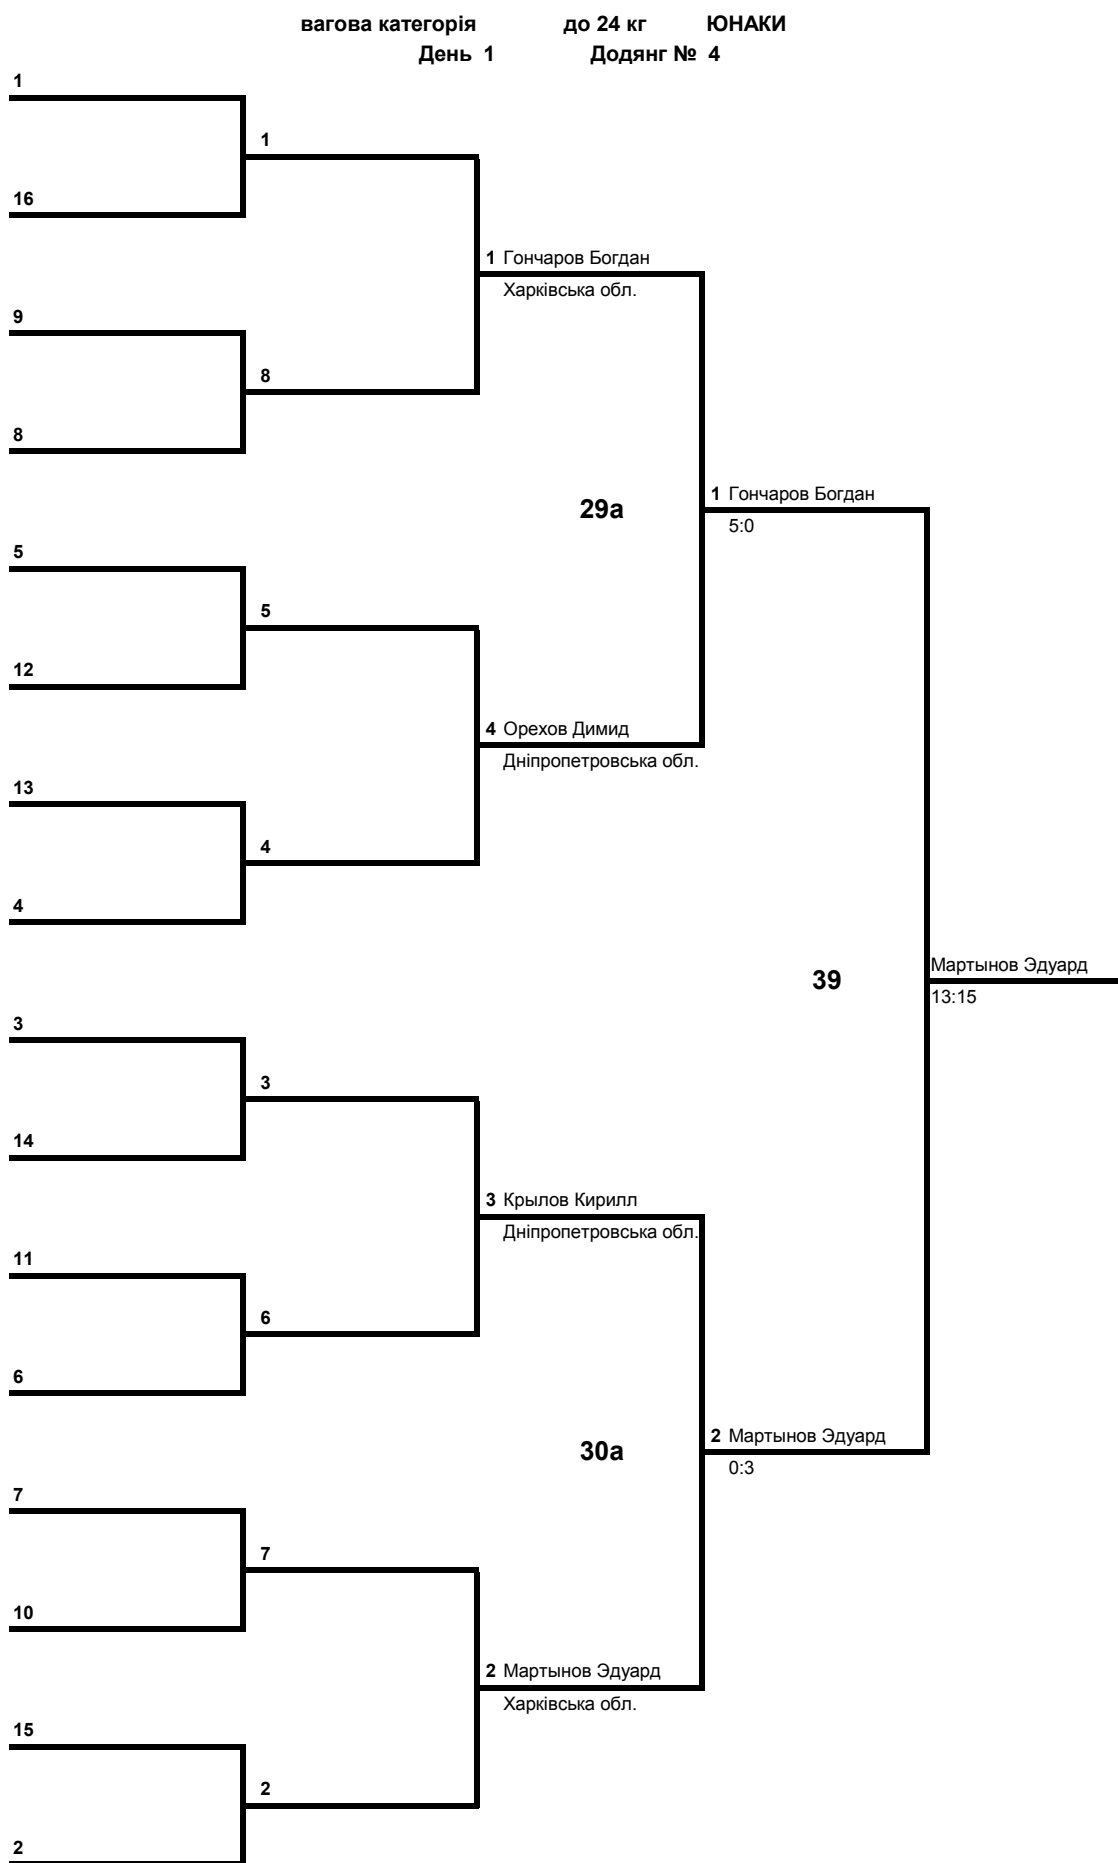 вагова категорія до 24 кг ЮНАКИ
День 1 Додянг № 4
1
1
16
1 Гончаров Богдан
Харківська обл.
9
8
8
29а
1 Гончаров Богдан
5:0
5
5
12
4 Орехов Димид
Дніпропетровська обл.
13
4
4
39
Мартынов Эдуард
13:15
3
3
14
3 Крылов Кирилл
Дніпропетровська обл.
11
6
6
30а
2 Мартынов Эдуард
0:3
7
7
10
2 Мартынов Эдуард
Харківська обл.
15
2
2